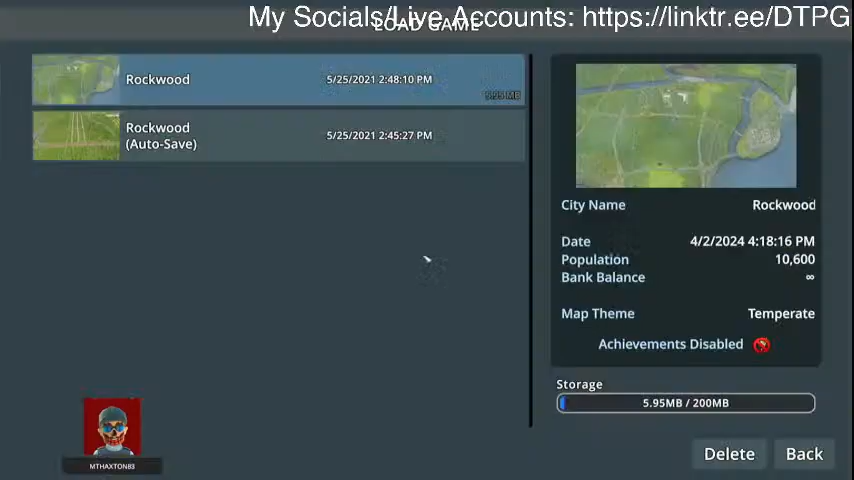 My Socials/Live Accounts: https://linktr.ee/DTPG
LOAD GAME
Rockwood
5/25/2021 2:48:10 PM
Rockwood
(Auto-Save)
5/25/2021 2:45:27 PM
City Name
Rockwood
Date
4/2/2024 4:18:16 PM
Population
10,600
Bank Balance
∞
Map Theme
Temperate
Achievements Disabled
Storage
5.95MB / 200MB
MTHAXTON83
Delete
Back